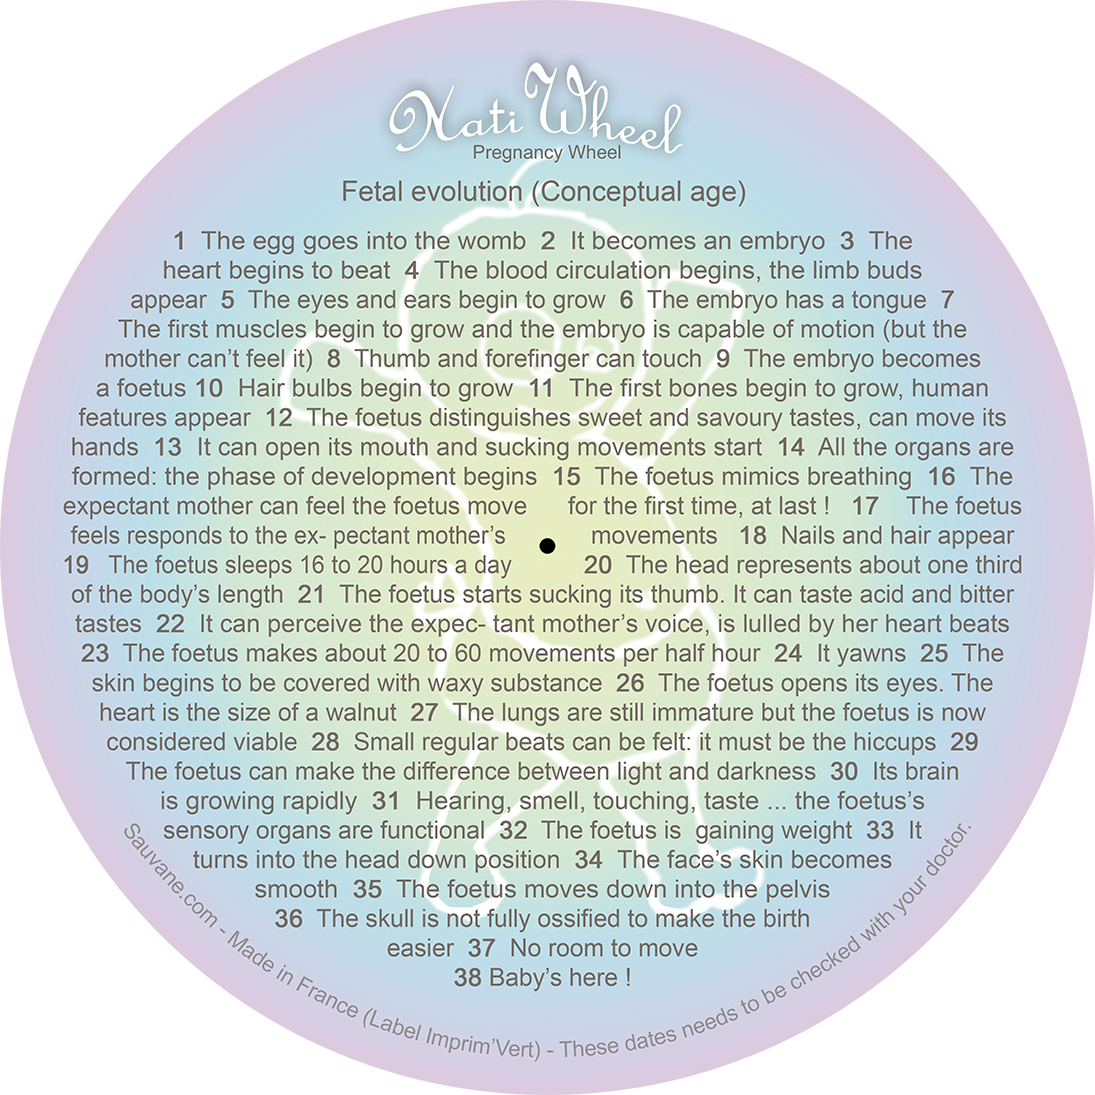 Nati Wheel
Pregnancy Wheel
Fetal evolution (Conceptual age)
1 The egg goes into the womb 2 It becomes an embryo 3 The
heart begins to beat 4 The blood circulation begins, the limb buds
appear 5 The eyes and ears begin to grow 6 The embryo has a tongue 7
The first muscles begin to grow and the embryo is capable of motion (but the
mother can't feel it) 8 Thumb and forefinger can touch 9 The embryo becomes
a foetus 10 Hair bulbs begin to grow 11 The first bones begin to grow, human
features appear 12 The foetus distinguishes sweet and savoury tastes, can move its
hands 13 It can open its mouth and sucking movements start 14 All the organs are
formed: the phase of development begins 15 The foetus mimics breathing 16 The
expectant mother can feel the foetus move for the first time, at last ! 17 The foetus
feels responds to the ex- pectant mother's movements 18 Nails and hair appear
19 The foetus sleeps 16 to 20 hours a day 20 The head represents about one third
of the body's length 21 The foetus starts sucking its thumb. It can taste acid and bitter
tastes 22 It can perceive the expec- tant mother's voice, is lulled by her heart beats
23 The foetus makes about 20 to 60 movements per half hour 24 It yawns 25 The
skin begins to be covered with waxy substance 26 The foetus opens its eyes. The
heart is the size of a walnut 27 The lungs are still immature but the foetus is now
considered viable 28 Small regular beats can be felt: it must be the hiccups 29
The foetus can make the difference between light and darkness 30 Its brain
is growing rapidly 31 Hearing, smell, touching, taste ... the foetus's
sensory organs are functional 32 The foetus is gaining weight 33 It
turns into the head down position 34 The face's skin becomes
smooth 35 The foetus moves down into the pelvis
36 The skull is not fully ossified to make the birth
easier 37 No room to move
38 Baby's here !
Sauvane.com - Made in France (Label Imprim'Vert) - These dates needs to be checked with your doctor.